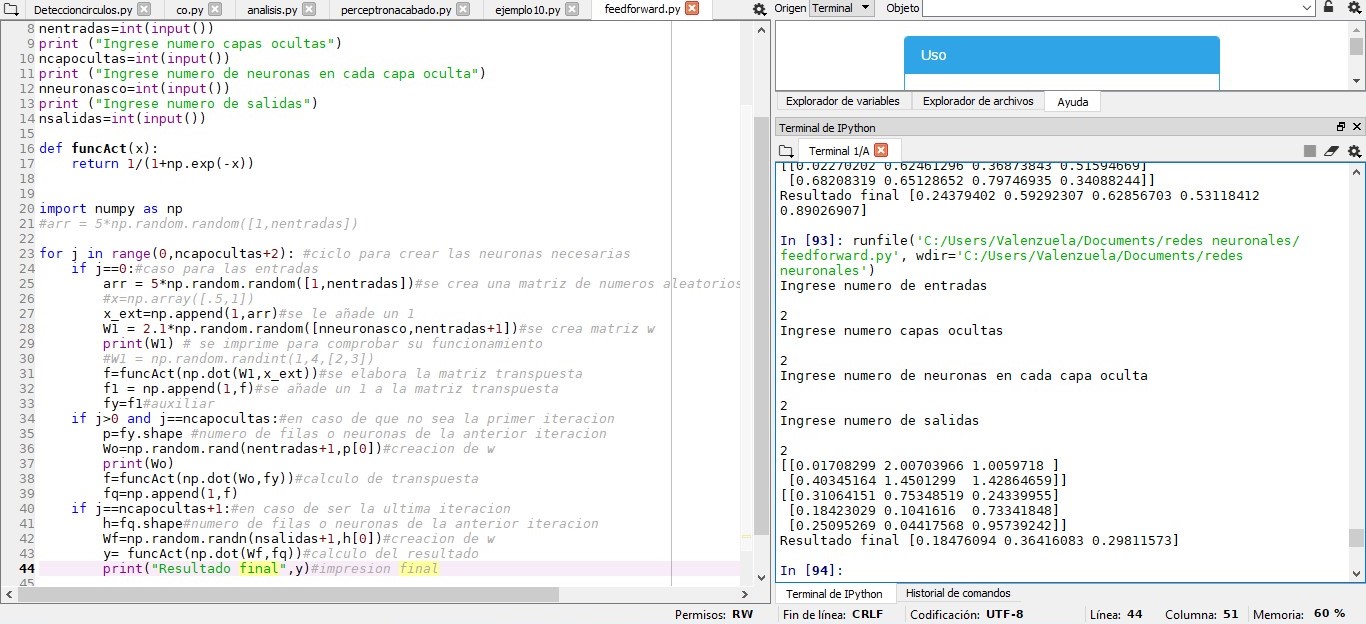 Deteccioncirculos.py
co.py
analisis.py
perceptronacabado.py
ejemplo10.py
feedforward.py
8 nentradas=int(input())
9 print ("Ingrese numero capas ocultas")
10 ncapocultas=int(input())
11 print ("Ingrese numero de neuronas en cada capa oculta")
12 nneuronasco=int(input())
13 print ("Ingrese numero de salidas")
14 nsalidas=int(input())
15
16 def funcAct(x):
17     return 1/(1+np.exp(-x))
18
19
20 import numpy as np
21 #arr = 5*np.random.random([1,nentradas])
22
23 for j in range(0,ncapocultas+2): #ciclo para crear las neuronas necesarias
24     if j==0:#caso para las entradas
25         arr = 5*np.random.random([1,nentradas])#se crea una matriz de numeros aleatorios
26         #x=np.array([.5,1])
27         x_ext=np.append(1,arr)#se le añade un 1
28         W1 = 2.1*np.random.random([nneuronasco,nentradas+1])#se crea matriz w
29         print(W1) # se imprime para comprobar su funcionamiento
30         #W1 = np.random.randint(1,4,[2,3])
31         f=funcAct(np.dot(W1,x_ext))#se elabora la matriz transpuesta
32         f1 = np.append(1,f)#se añade un 1 a la matriz transpuesta
33         fy=f1#auxiliar
34     if j>0 and j==ncapocultas:#en caso de que no sea la primer iteracion
35         p=fy.shape #numero de filas o neuronas de la anterior iteracion
36         Wo=np.random.rand(nentradas+1,p[0])#creacion de w
37         print(Wo)
38         f=funcAct(np.dot(Wo,fy))#calculo de transpuesta
39         fq=np.append(1,f)
40     if j==ncapocultas+1:#en caso de ser la ultima iteracion
41         h=fq.shape#numero de filas o neuronas de la anterior iteracion
42         Wf=np.random.randn(nsalidas+1,h[0])#creacion de w
43         y= funcAct(np.dot(Wf,fq))#calculo del resultado
44         print("Resultado final",y)#impresion final
45
Permisos: RW
Origen Terminal
Objeto
Uso
Explorador de variables
Explorador de archivos
Ayuda
Terminal de IPython
Terminal 1/A
[[0.02270202 0.62461296 0.36873843 0.51594669]
[0.68208319 0.65128652 0.79746935 0.34088244]]
Resultado final [0.24379402 0.59292307 0.62856703 0.53118412
0.89026907]
In [93]: runfile('C:/Users/Valenzuela/Documents/redes neuronales/
feedforward.py', wdir='C:/Users/Valenzuela/Documents/redes
neuronales')
Ingrese numero de entradas
2
Ingrese numero capas ocultas
2
Ingrese numero de neuronas en cada capa oculta
2
Ingrese numero de salidas
2
[[0.01708299 2.00703966 1.0059718 ]
[0.40345164 1.4501299  1.42864659]]
[[0.31064151 0.75348519 0.24339955]
[0.18423029 0.1041616  0.73341848]
[0.25095269 0.04417568 0.95739242]]
Resultado final [0.18476094 0.36416083 0.29811573]
In [94]:
Terminal de IPython
Historial de comandos
Fin de línea: CRLF
Codificación: UTF-8
Línea: 44
Columna: 51
Memoria: 60 %